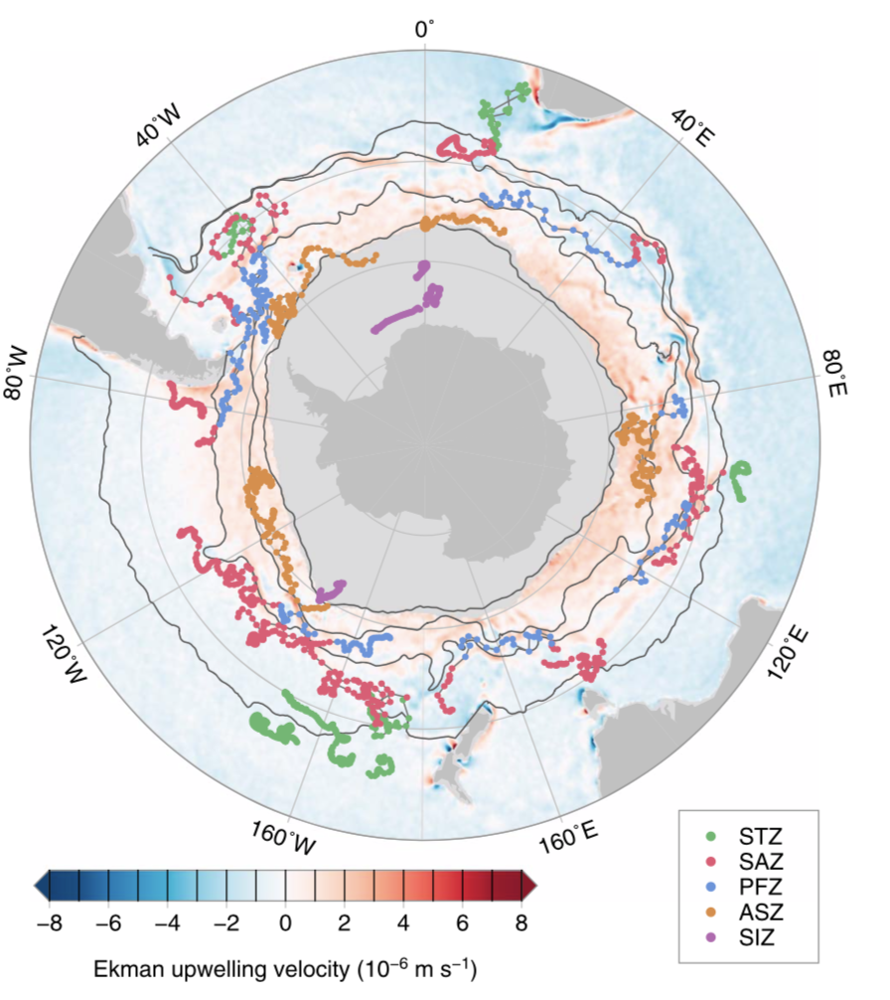 0°
40°W
40°E
80°W
80°E
120°W
120°E
160°W
160°E
STZ
SAZ
PFZ
ASZ
SIZ
−8 −6 −4 −2 0 2 4 6 8
Ekman upwelling velocity (10⁻⁶ m s⁻¹)